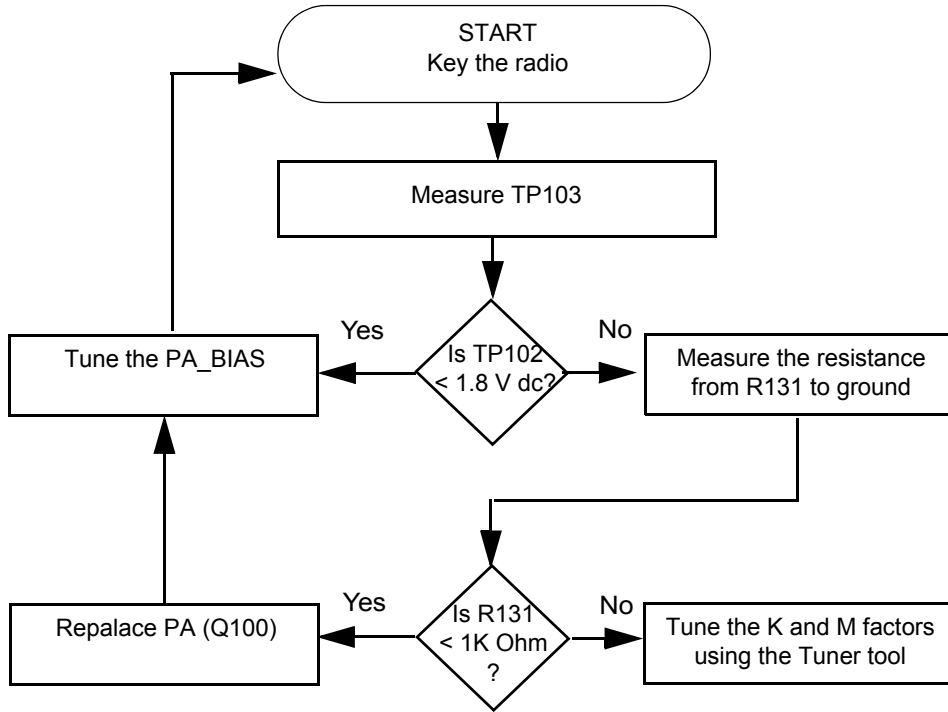 START
Key the radio
Measure TP103
Yes
No
Tune the PA_BIAS
Is TP102
< 1.8 V dc?
Measure the resistance
from R131 to ground
Yes
No
Repalace PA (Q100)
Is R131
< 1K Ohm
?
Tune the K and M factors
using the Tuner tool